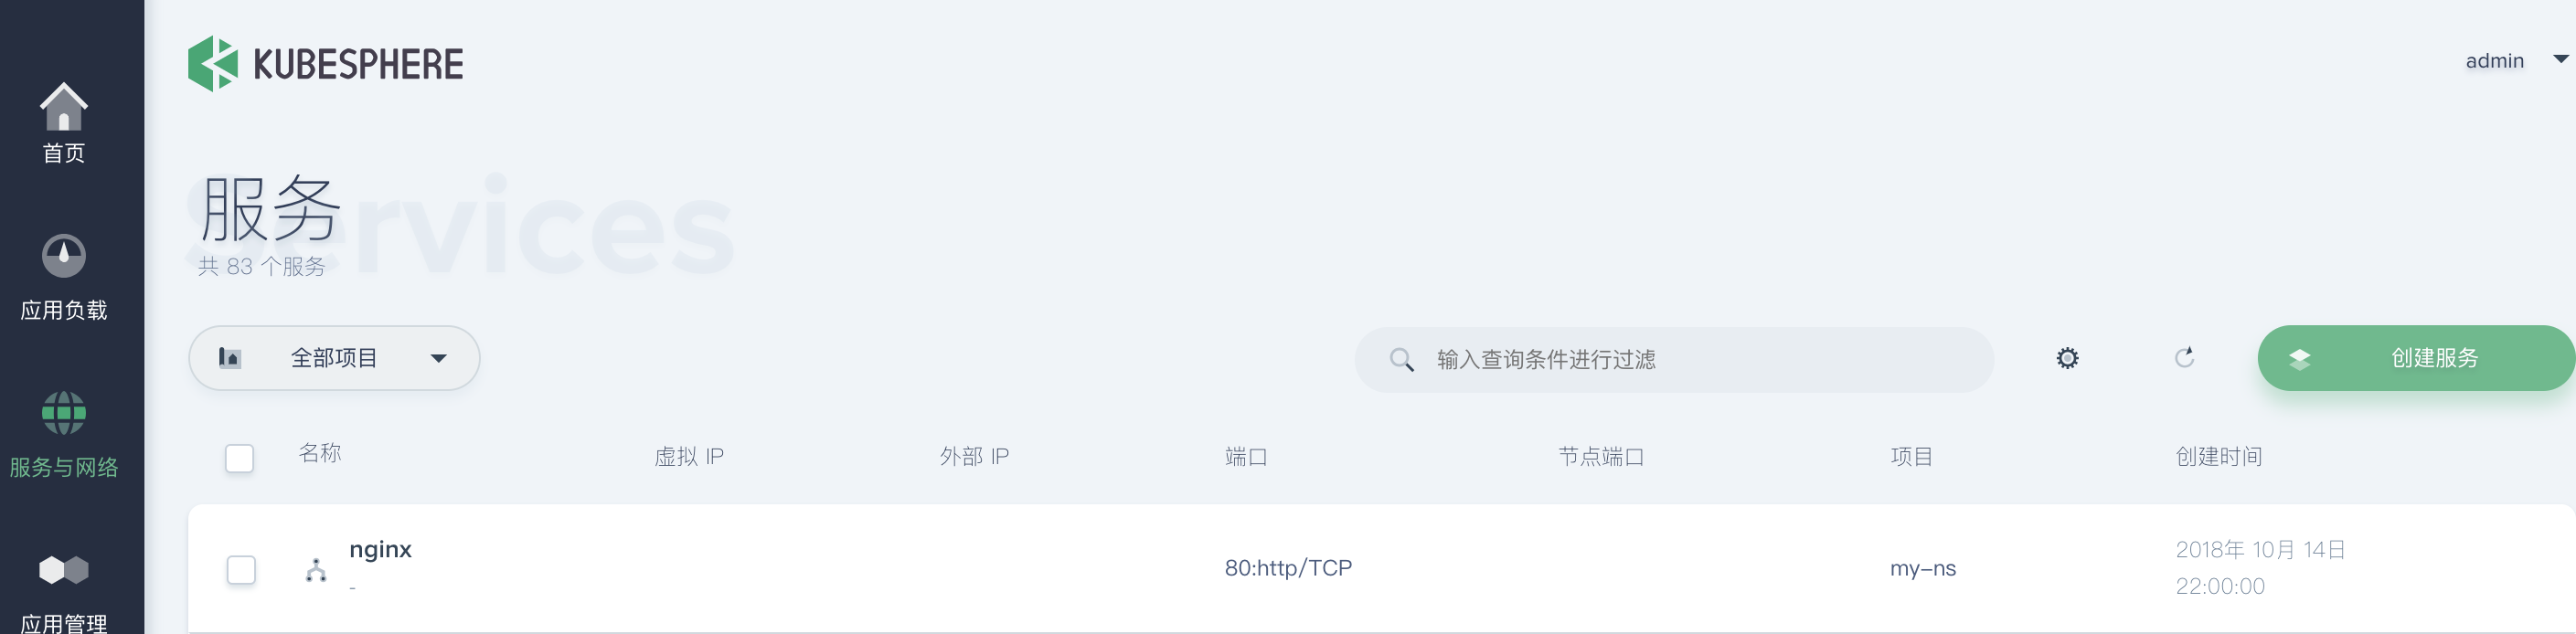 KUBESPHERE
admin
首页
Services
服务
共 83 个服务
应用负载
全部项目
输入查询条件进行过滤
创建服务
服务与网络
名称 虚拟 IP 外部 IP 端口 节点端口 项目 创建时间
nginx
-
80:http/TCP
my-ns
2018年 10月 14日
22:00:00
应用管理